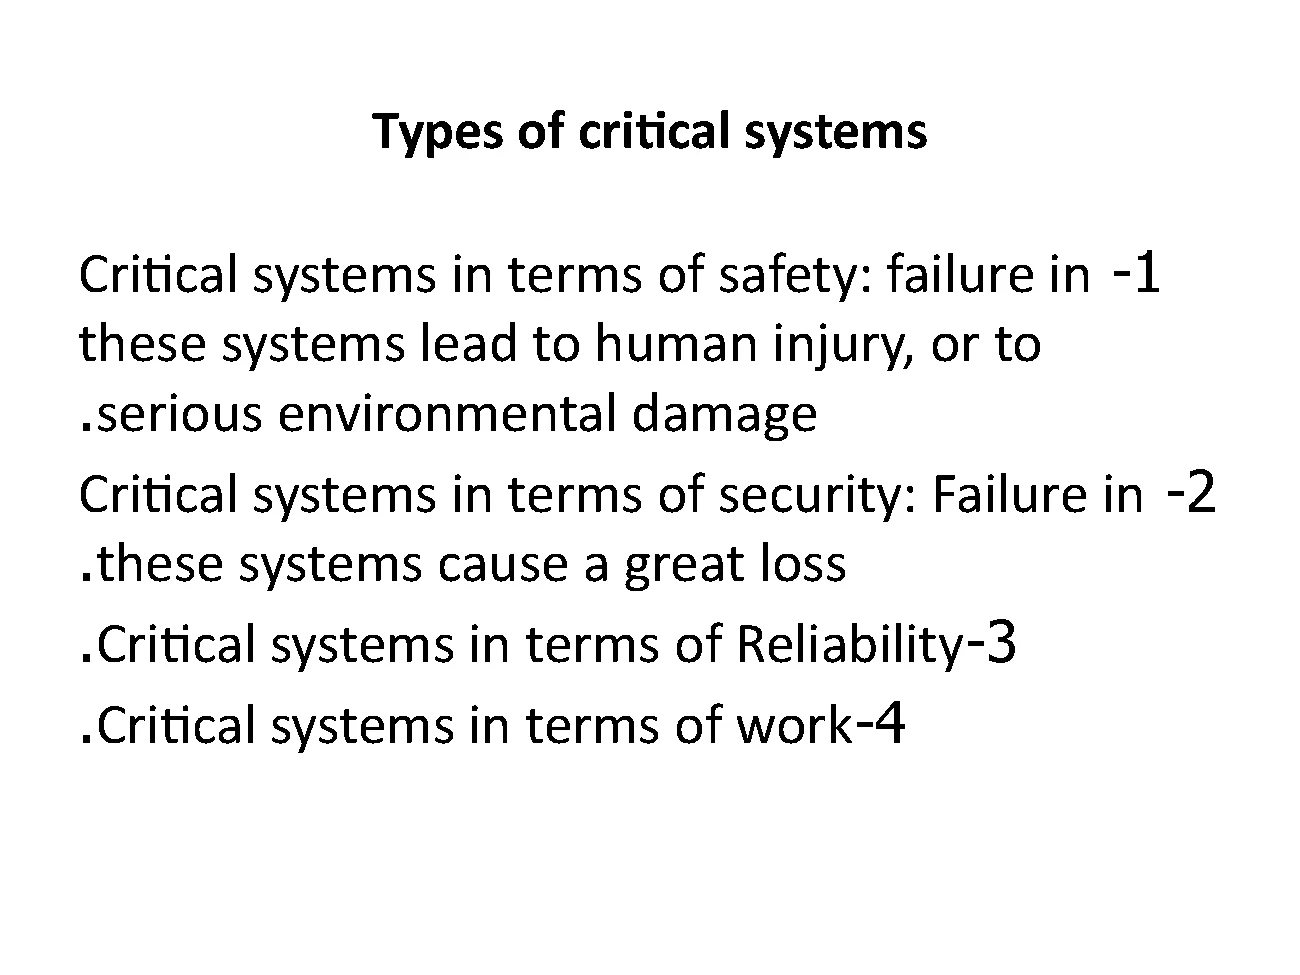 Types of critical systems
Critical systems in terms of safety: failure in -1
these systems lead to human injury, or to
.serious environmental damage
Critical systems in terms of security: Failure in -2
.these systems cause a great loss
.Critical systems in terms of Reliability-3
.Critical systems in terms of work-4